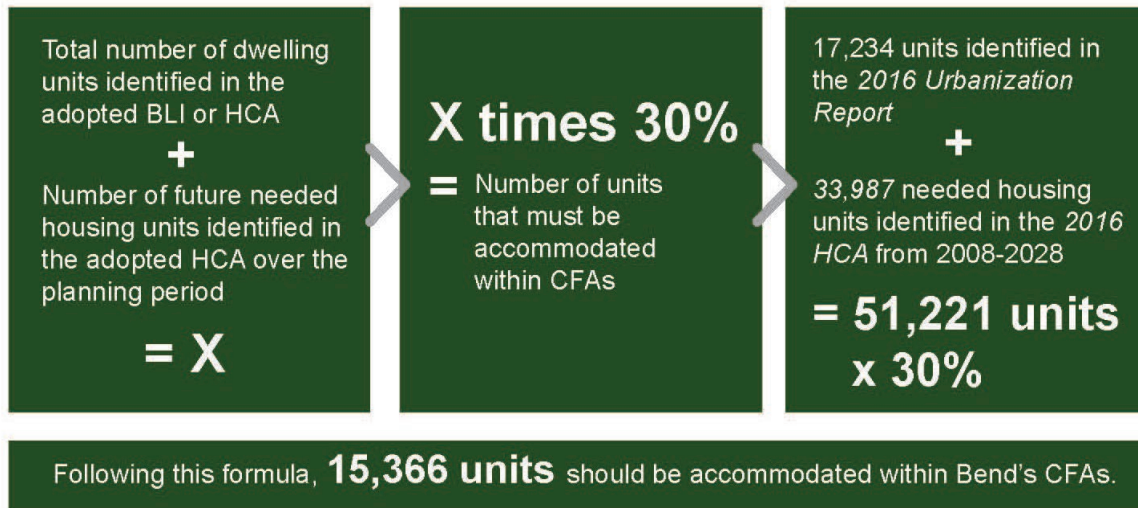 Total number of dwelling
units identified in the
adopted BLI or HCA
+
Number of future needed
housing units identified in
the adopted HCA over the
planning period
= X
X times 30%
= Number of units
that must be
accommodated
within CFAs
17,234 units identified in
the 2016 Urbanization
Report
+
33,987 needed housing
units identified in the 2016
HCA from 2008-2028
= 51,221 units
x 30%
Following this formula, 15,366 units should be accommodated within Bend's CFAs.